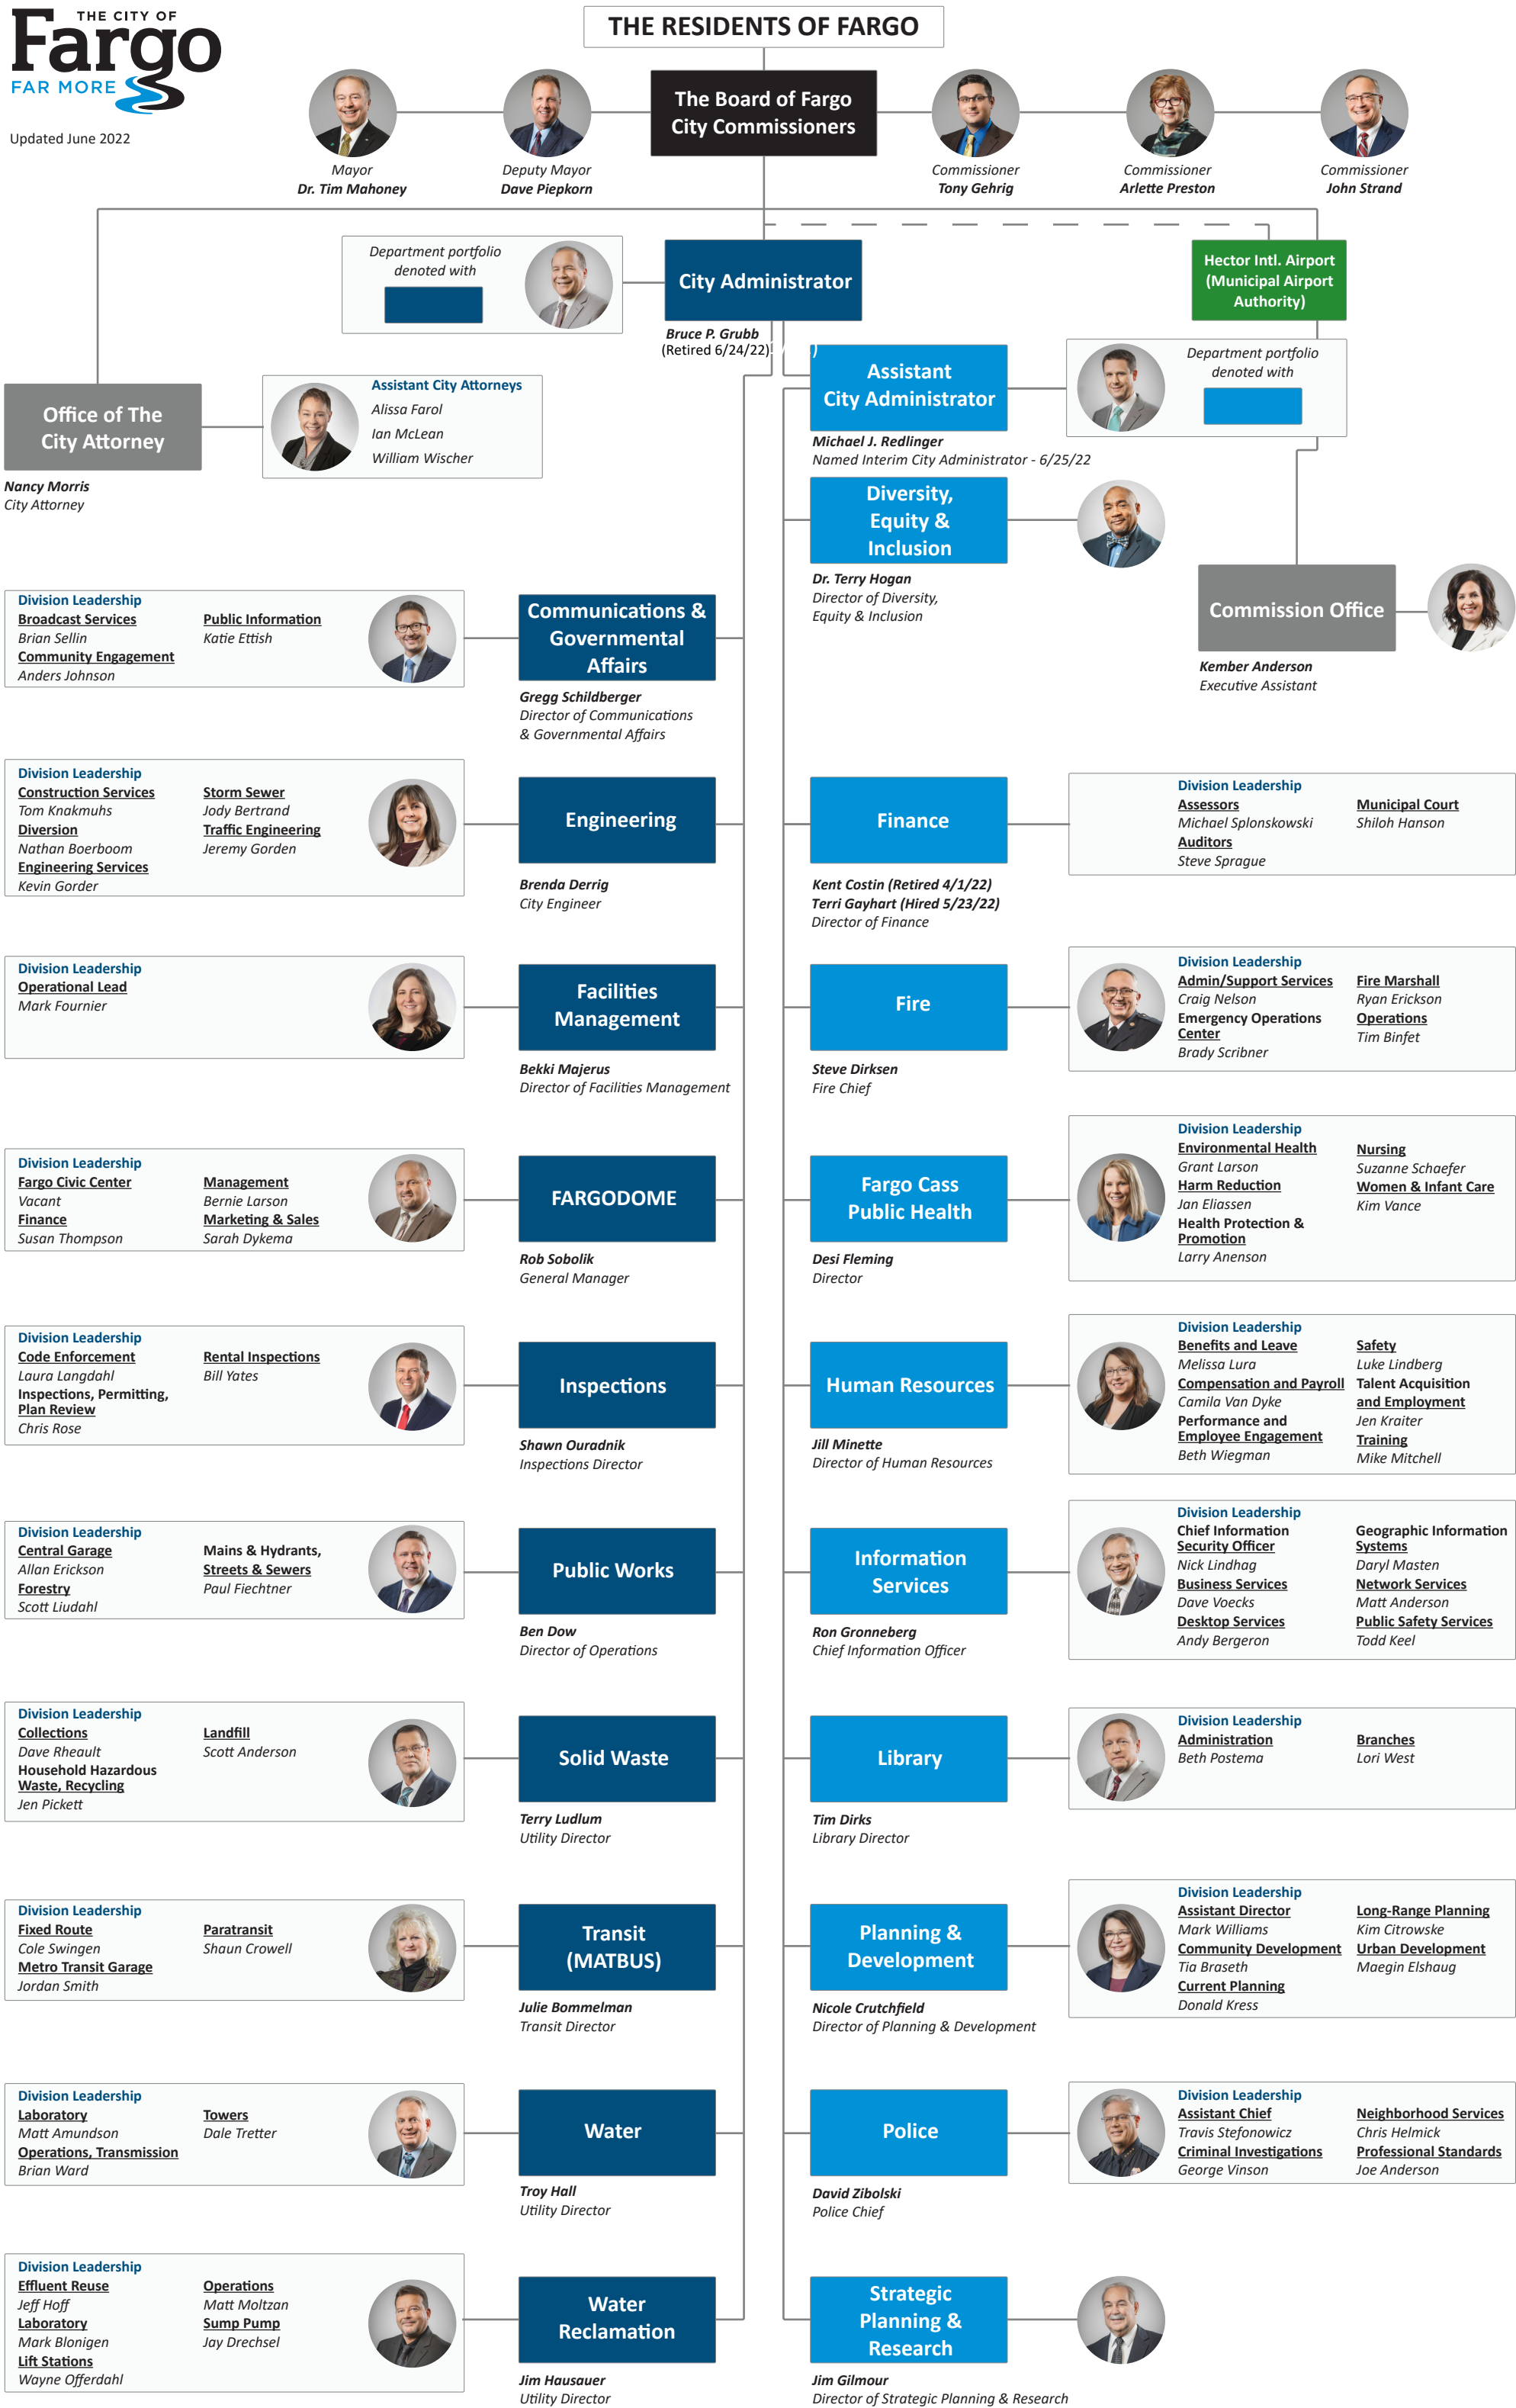 THE CITY OF
Fargo
FAR MORE
Updated June 2022
THE RESIDENTS OF FARGO
The Board of Fargo
City Commissioners
Mayor
Dr. Tim Mahoney
Deputy Mayor
Dave Piepkorn
Commissioner
Tony Gehrig
Commissioner
Arlette Preston
Commissioner
John Strand
Department portfolio
denoted with
City Administrator
Bruce P. Grubb
(Retired 6/24/22)
Hector Intl. Airport
(Municipal Airport
Authority)
Assistant
City Administrator
Michael J. Redlinger
Named Interim City Administrator - 6/25/22
Department portfolio
denoted with
Office of The
City Attorney
Nancy Morris
City Attorney
Assistant City Attorneys
Alissa Farol
Ian McLean
William Wischer
Diversity,
Equity &
Inclusion
Dr. Terry Hogan
Director of Diversity,
Equity & Inclusion
Commission Office
Kember Anderson
Executive Assistant
Division Leadership
Broadcast Services
Brian Sellin
Community Engagement
Anders Johnson
Public Information
Katie Ettish
Communications &
Governmental
Affairs
Gregg Schildberger
Director of Communications
& Governmental Affairs
Division Leadership
Construction Services
Tom Knakmuhs
Diversion
Nathan Boerboom
Engineering Services
Kevin Gorder
Storm Sewer
Jody Bertrand
Traffic Engineering
Jeremy Gorden
Engineering
Brenda Derrig
City Engineer
Finance
Kent Costin (Retired 4/1/22)
Terri Gayhart (Hired 5/23/22)
Director of Finance
Division Leadership
Assessors
Michael Splonskowski
Auditors
Steve Sprague
Municipal Court
Shiloh Hanson
Division Leadership
Operational Lead
Mark Fournier
Facilities
Management
Bekki Majerus
Director of Facilities Management
Fire
Steve Dirksen
Fire Chief
Division Leadership
Admin/Support Services
Craig Nelson
Emergency Operations
Center
Brady Scribner
Fire Marshall
Ryan Erickson
Operations
Tim Binfet
Division Leadership
Fargo Civic Center
Vacant
Finance
Susan Thompson
Management
Bernie Larson
Marketing & Sales
Sarah Dykema
FARGODOME
Rob Sobolik
General Manager
Fargo Cass
Public Health
Desi Fleming
Director
Division Leadership
Environmental Health
Grant Larson
Harm Reduction
Jan Eliassen
Health Protection &
Promotion
Larry Anenson
Nursing
Suzanne Schaefer
Women & Infant Care
Kim Vance
Division Leadership
Code Enforcement
Laura Langdahl
Inspections, Permitting,
Plan Review
Chris Rose
Rental Inspections
Bill Yates
Inspections
Shawn Ouradnik
Inspections Director
Human Resources
Jill Minette
Director of Human Resources
Division Leadership
Benefits and Leave
Melissa Lura
Compensation and Payroll
Camila Van Dyke
Performance and
Employee Engagement
Beth Wiegman
Safety
Luke Lindberg
Talent Acquisition
and Employment
Jen Kraiter
Training
Mike Mitchell
Division Leadership
Central Garage
Allan Erickson
Forestry
Scott Liudahl
Mains & Hydrants,
Streets & Sewers
Paul Fiechtner
Public Works
Ben Dow
Director of Operations
Information
Services
Ron Gronneberg
Chief Information Officer
Division Leadership
Chief Information
Security Officer
Nick Lindhag
Business Services
Dave Voecks
Desktop Services
Andy Bergeron
Geographic Information
Systems
Daryl Masten
Network Services
Matt Anderson
Public Safety Services
Todd Keel
Division Leadership
Collections
Dave Rheault
Household Hazardous
Waste, Recycling
Jen Pickett
Landfill
Scott Anderson
Solid Waste
Terry Ludlum
Utility Director
Library
Tim Dirks
Library Director
Division Leadership
Administration
Beth Postema
Branches
Lori West
Division Leadership
Fixed Route
Cole Swingen
Metro Transit Garage
Jordan Smith
Paratransit
Shaun Crowell
Transit
(MATBUS)
Julie Bommelman
Transit Director
Planning &
Development
Nicole Crutchfield
Director of Planning & Development
Division Leadership
Assistant Director
Mark Williams
Community Development
Tia Braseth
Current Planning
Donald Kress
Long-Range Planning
Kim Citrowske
Urban Development
Maegin Elshaug
Division Leadership
Laboratory
Matt Amundson
Operations, Transmission
Brian Ward
Towers
Dale Tretter
Water
Troy Hall
Utility Director
Police
David Zibolski
Police Chief
Division Leadership
Assistant Chief
Travis Stefonowicz
Criminal Investigations
George Vinson
Neighborhood Services
Chris Helmick
Professional Standards
Joe Anderson
Division Leadership
Effluent Reuse
Jeff Hoff
Laboratory
Mark Blonigen
Lift Stations
Wayne Offerdahl
Operations
Matt Moltzan
Sump Pump
Jay Drechsel
Water
Reclamation
Jim Hausauer
Utility Director
Strategic
Planning &
Research
Jim Gilmour
Director of Strategic Planning & Research